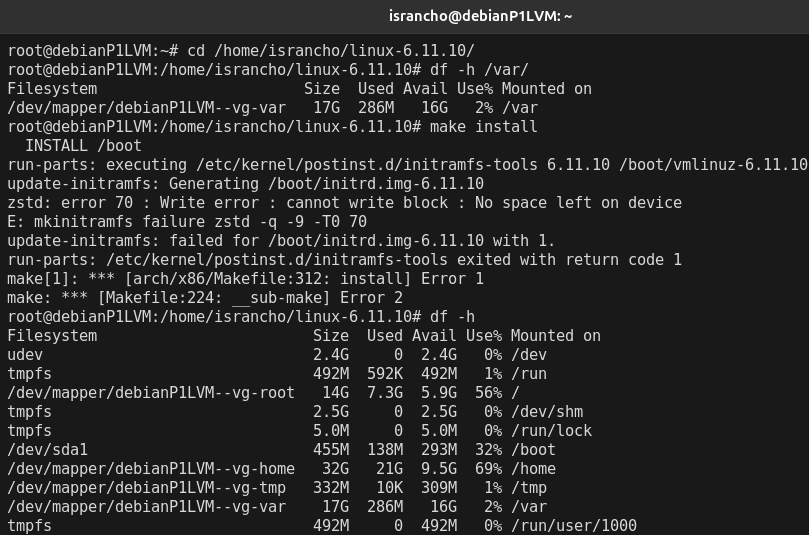 israncho@debianP1LVM: ~
root@debianP1LVM:~# cd /home/israncho/linux-6.11.10/
root@debianP1LVM:/home/israncho/linux-6.11.10# df -h /var/
Filesystem                       Size  Used Avail Use% Mounted on
/dev/mapper/debianP1LVM--vg-var   17G  286M   16G   2% /var
root@debianP1LVM:/home/israncho/linux-6.11.10# make install
  INSTALL /boot
run-parts: executing /etc/kernel/postinst.d/initramfs-tools 6.11.10 /boot/vmlinuz-6.11.10
update-initramfs: Generating /boot/initrd.img-6.11.10
zstd: error 70 : Write error : cannot write block : No space left on device
E: mkinitramfs failure zstd -q -9 -T0 70
update-initramfs: failed for /boot/initrd.img-6.11.10 with 1.
run-parts: /etc/kernel/postinst.d/initramfs-tools exited with return code 1
make[1]: *** [arch/x86/Makefile:312: install] Error 1
make: *** [Makefile:224: __sub-make] Error 2
root@debianP1LVM:/home/israncho/linux-6.11.10# df -h
Filesystem                        Size  Used Avail Use% Mounted on
udev                              2.4G     0  2.4G   0% /dev
tmpfs                             492M  592K  492M   1% /run
/dev/mapper/debianP1LVM--vg-root   14G  7.3G  5.9G  56% /
tmpfs                             2.5G     0  2.5G   0% /dev/shm
tmpfs                             5.0M     0  5.0M   0% /run/lock
/dev/sda1                         455M  138M  293M  32% /boot
/dev/mapper/debianP1LVM--vg-home   32G   21G  9.5G  69% /home
/dev/mapper/debianP1LVM--vg-tmp   332M   10K  309M   1% /tmp
/dev/mapper/debianP1LVM--vg-var    17G  286M   16G   2% /var
tmpfs                             492M     0  492M   0% /run/user/1000